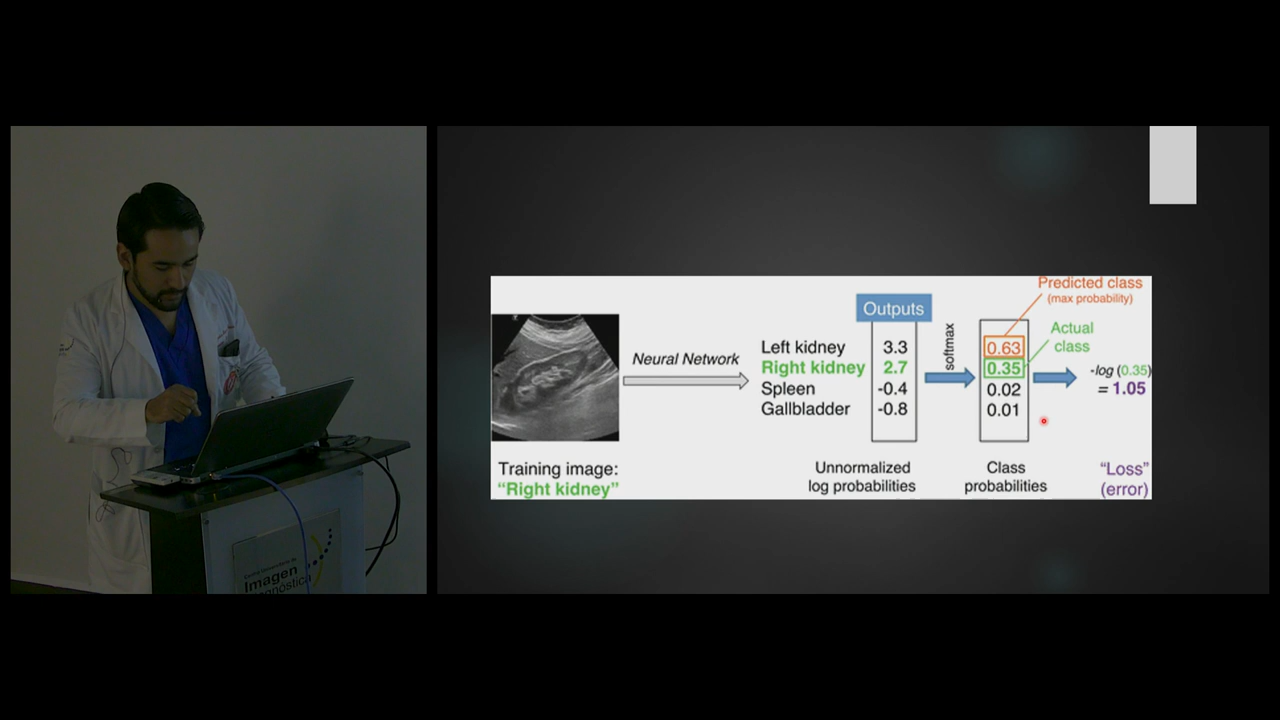 Predicted class
(max probability)
Outputs
Actual
class
softmax
Neural Network
Left kidney 3.3 0.63
Right kidney 2.7 0.35
Spleen -0.4 0.02
Gallbladder -0.8 0.01
-log (0.35)
= 1.05
Training image:
"Right kidney"
Unnormalized
log probabilities
Class
probabilities
"Loss"
(error)
Imagen